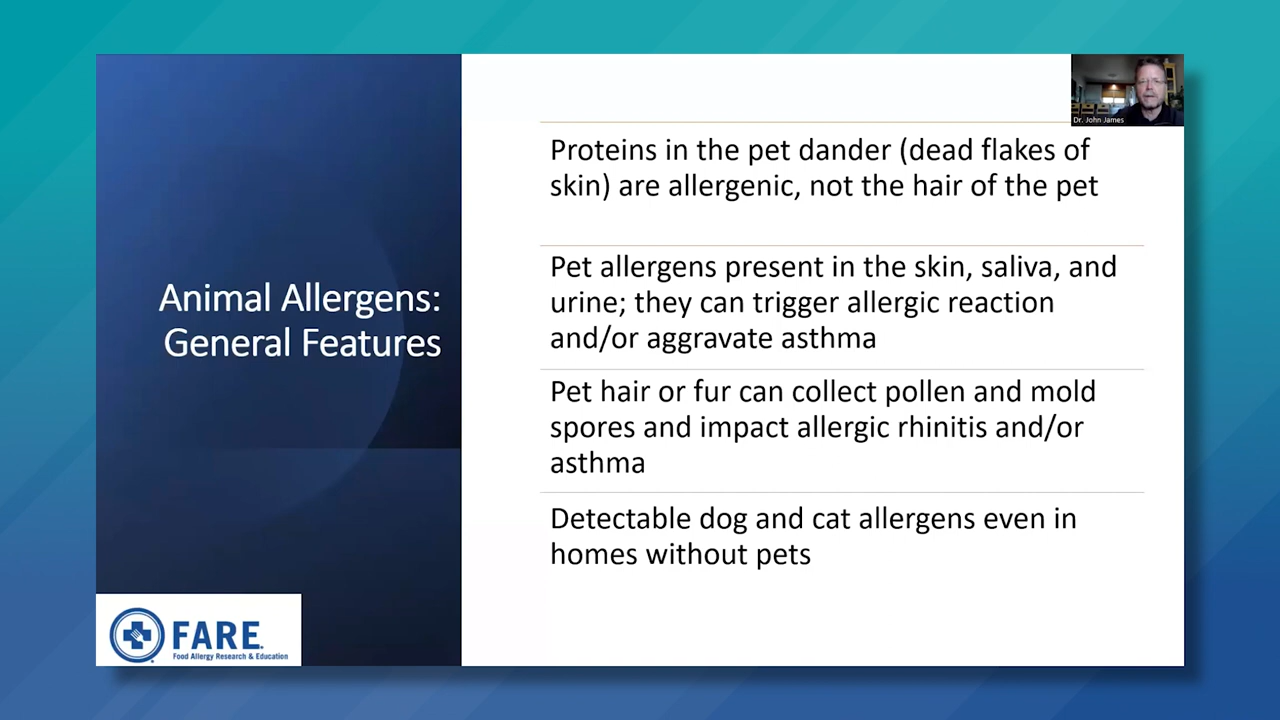 Dr. John James
Proteins in the pet dander (dead flakes of
skin) are allergenic, not the hair of the pet
Pet allergens present in the skin, saliva, and
urine; they can trigger allergic reaction
and/or aggravate asthma
Animal Allergens:
General Features
Pet hair or fur can collect pollen and mold
spores and impact allergic rhinitis and/or
asthma
Detectable dog and cat allergens even in
homes without pets
FARE.
Food Allergy Research & Education